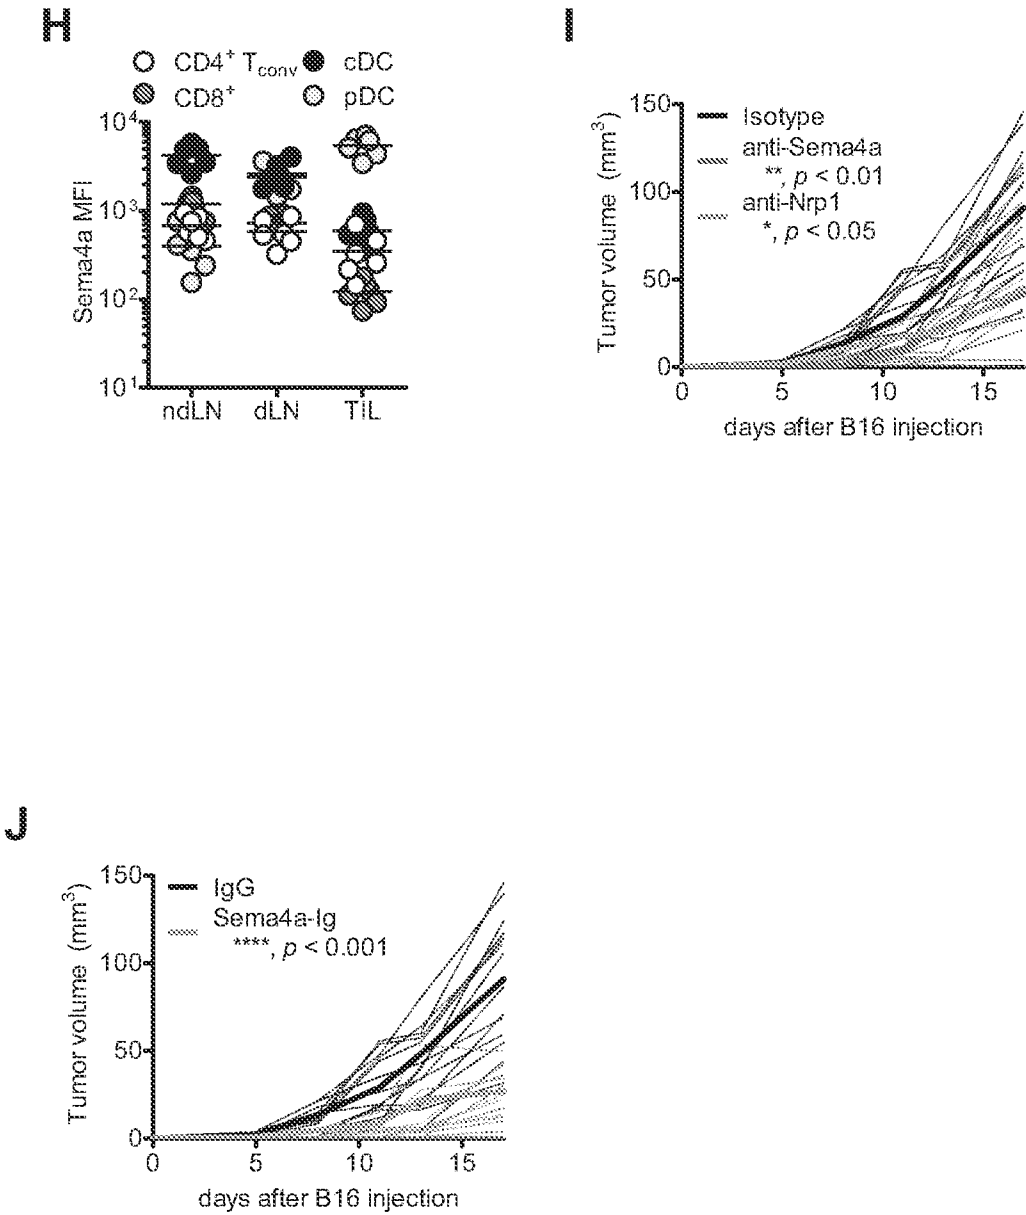 H
CD4⁺ Tconv cDC
CD8⁺ pDC
10⁴
10³
10²
10¹
Sema4a MFI
ndLN dLN TiL
I
150
100
50
0
Tumor volume (mm³)
Isotype
anti-Sema4a
**, p < 0.01
anti-Nrp1
*, p < 0.05
0 5 10 15
days after B16 injection
J
150
100
50
0
Tumor volume (mm³)
IgG
Sema4a-Ig
****, p < 0.001
0 5 10 15
days after B16 injection